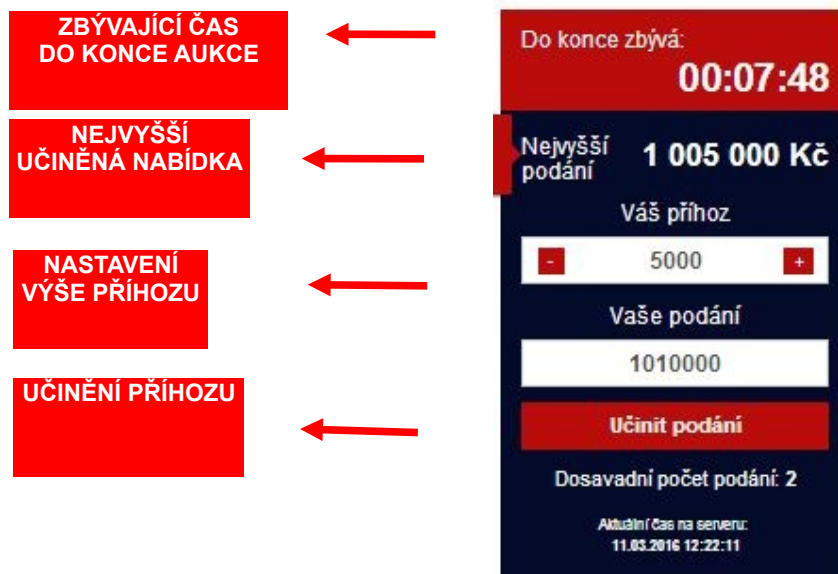 ZBÝVAJÍCÍ ČAS
DO KONCE AUKCE
Do konce zbývá:
00:07:48
NEJVYŠŠÍ
UČINĚNÁ NABÍDKA
Nejvyšší
podání
1 005 000 Kč
Váš příhoz
NASTAVENÍ
VÝŠE PŘÍHOZU
- 5000 +
Vaše podání
1010000
UČINĚNÍ PŘÍHOZU
Učinit podání
Dosavadní počet podání: 2
Aktuální čas na serveru:
11.03.2016 12:22:11